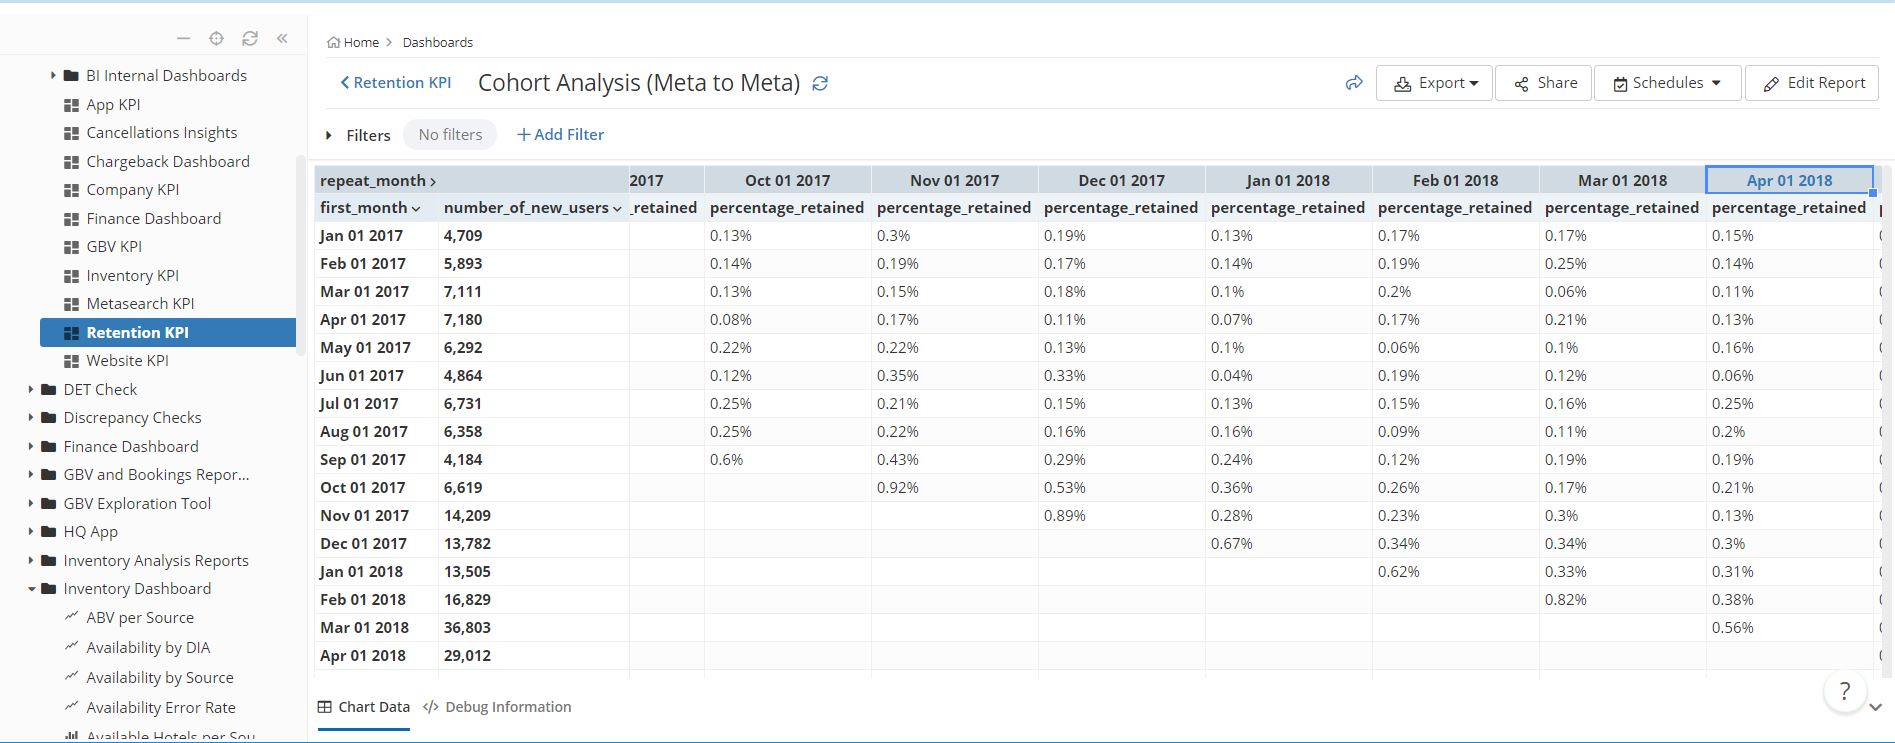 Home > Dashboards
Retention KPI Cohort Analysis (Meta to Meta) Export Share Schedules Edit Report
Filters No filters + Add Filter
BI Internal Dashboards
App KPI
Cancellations Insights
Chargeback Dashboard
Company KPI
Finance Dashboard
GBV KPI
Inventory KPI
Metasearch KPI
Retention KPI
Website KPI
DET Check
Discrepancy Checks
Finance Dashboard
GBV and Bookings Repor...
GBV Exploration Tool
HQ App
Inventory Analysis Reports
Inventory Dashboard
ABV per Source
Availability by DIA
Availability by Source
Availability Error Rate
Available Hotels per Sou
repeat_month > 2017 Oct 01 2017 Nov 01 2017 Dec 01 2017 Jan 01 2018 Feb 01 2018 Mar 01 2018 Apr 01 2018
first_month number_of_new_users _retained percentage_retained percentage_retained percentage_retained percentage_retained percentage_retained percentage_retained percentage_retained
Jan 01 2017 4,709 0.13% 0.3% 0.19% 0.13% 0.17% 0.17% 0.15%
Feb 01 2017 5,893 0.14% 0.19% 0.17% 0.14% 0.19% 0.25% 0.14%
Mar 01 2017 7,111 0.13% 0.15% 0.18% 0.1% 0.2% 0.06% 0.11%
Apr 01 2017 7,180 0.08% 0.17% 0.11% 0.07% 0.17% 0.21% 0.13%
May 01 2017 6,292 0.22% 0.22% 0.13% 0.1% 0.06% 0.1% 0.16%
Jun 01 2017 4,864 0.12% 0.35% 0.33% 0.04% 0.19% 0.12% 0.06%
Jul 01 2017 6,731 0.25% 0.21% 0.15% 0.13% 0.15% 0.16% 0.25%
Aug 01 2017 6,358 0.25% 0.22% 0.16% 0.16% 0.09% 0.11% 0.2%
Sep 01 2017 4,184 0.6% 0.43% 0.29% 0.24% 0.12% 0.19% 0.19%
Oct 01 2017 6,619 0.92% 0.53% 0.36% 0.26% 0.17% 0.21%
Nov 01 2017 14,209 0.89% 0.28% 0.23% 0.3% 0.13%
Dec 01 2017 13,782 0.67% 0.34% 0.34% 0.3%
Jan 01 2018 13,505 0.62% 0.33% 0.31%
Feb 01 2018 16,829 0.82% 0.38%
Mar 01 2018 36,803 0.56%
Apr 01 2018 29,012
Chart Data </> Debug Information
?